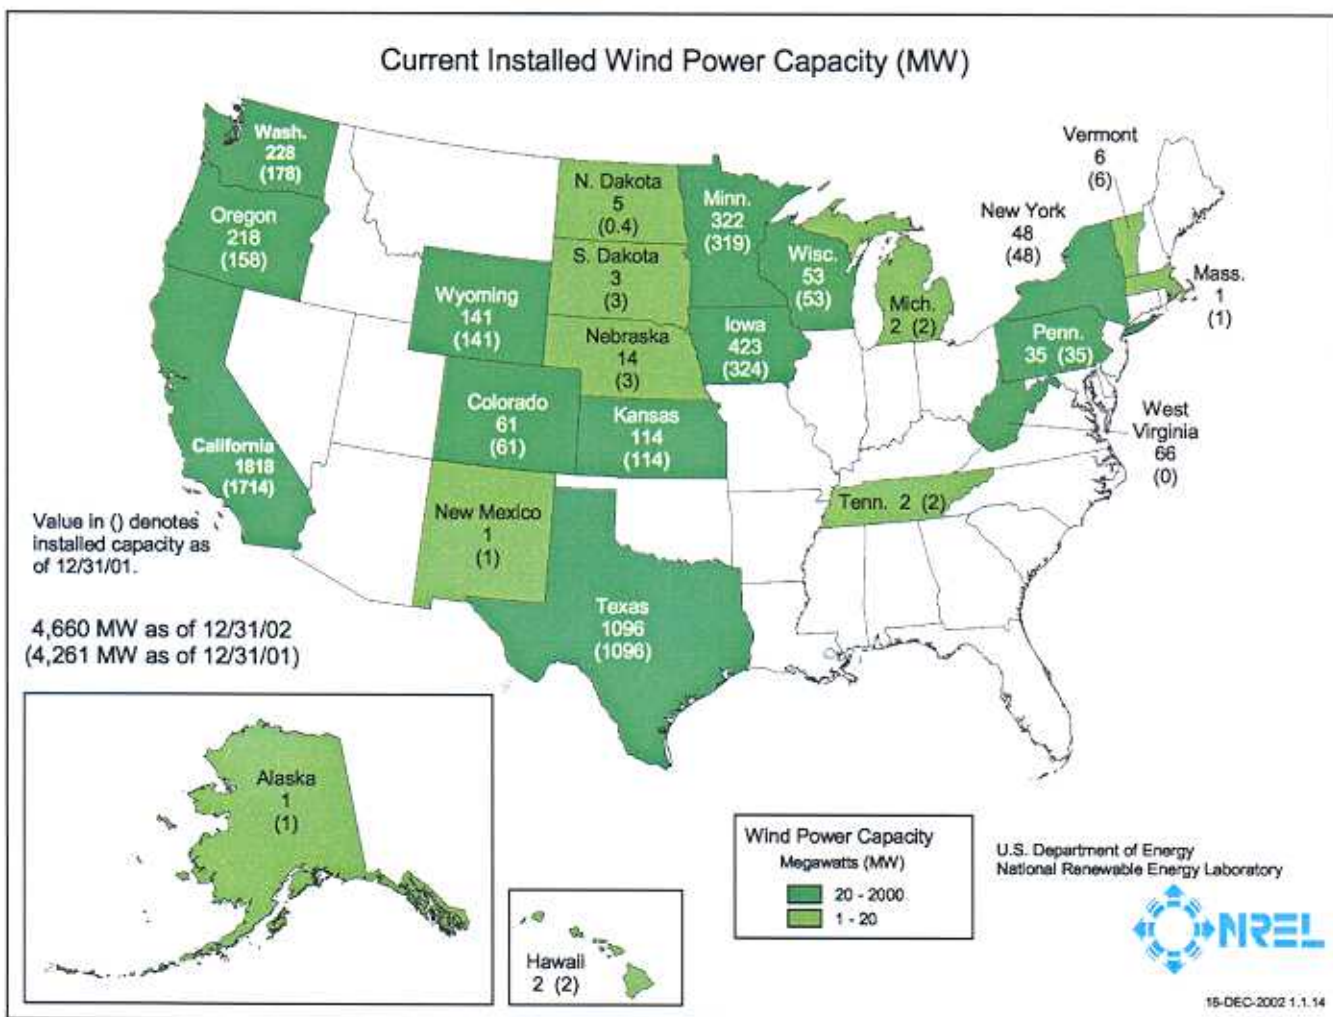 Current Installed Wind Power Capacity (MW)
Wash.
228
(178)
Oregon
218
(158)
California
1818
(1714)
Wyoming
141
(141)
Colorado
61
(61)
New Mexico
1
(1)
N. Dakota
5
(0.4)
S. Dakota
3
(3)
Nebraska
14
(3)
Kansas
114
(114)
Texas
1096
(1096)
Minn.
322
(319)
Iowa
423
(324)
Wisc.
53
(53)
Mich.
2 (2)
Tenn. 2 (2)
Vermont
6
(6)
New York
48
(48)
Mass.
1
(1)
Penn.
35 (35)
West
Virginia
66
(0)
Value in () denotes
installed capacity as
of 12/31/01.
4,660 MW as of 12/31/02
(4,261 MW as of 12/31/01)
Alaska
1
(1)
Hawaii
2 (2)
Wind Power Capacity
Megawatts (MW)
20 - 2000
1 - 20
U.S. Department of Energy
National Renewable Energy Laboratory
NREL
16-DEC-2002 1.1.14